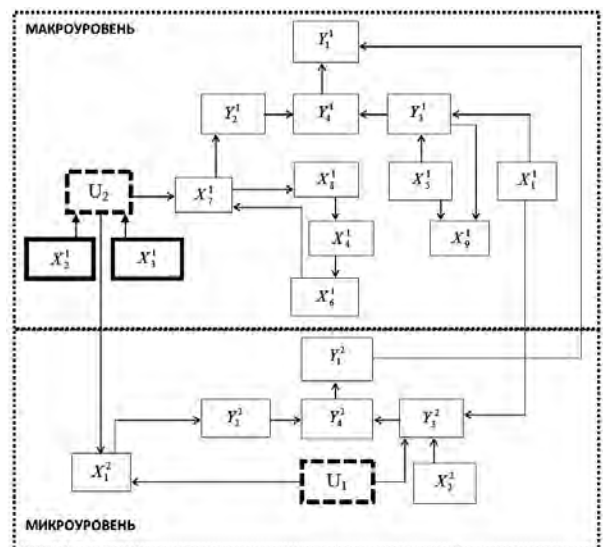 МАКРОУРОВЕНЬ
Y₁¹
Y₂¹ Y₄¹ Y₃¹
U₂ X₇¹ X₈¹ X₅¹ X₁¹
X₂¹ X₃¹ X₄¹ X₉¹
X₆¹
Y₁²
Y₂² Y₄² Y₃²
X₁² U₁ X₂²
МИКРОУРОВЕНЬ